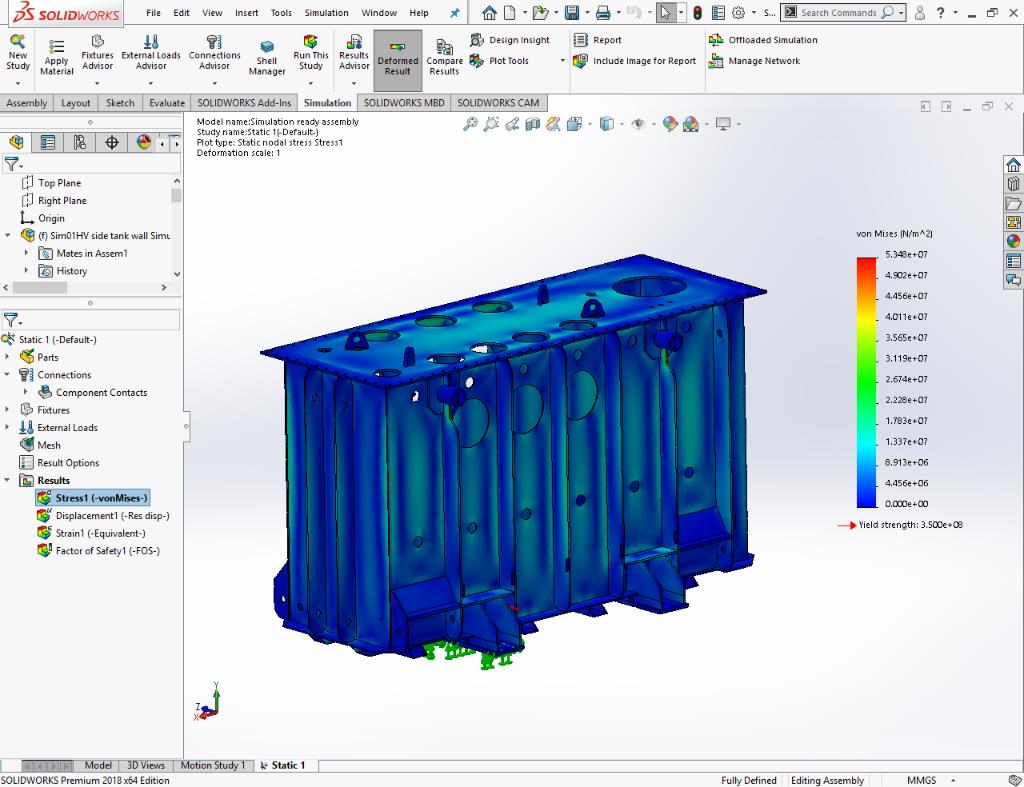 SOLIDWORKS
File Edit View Insert Tools Simulation Window Help
S...
Search Commands
New Study
Apply Material
Fixtures Advisor
External Loads Advisor
Connections Advisor
Shell Manager
Run This Study
Results Advisor
Deformed Result
Compare Results
Design Insight
Plot Tools
Report
Include Image for Report
Offloaded Simulation
Manage Network
Assembly Layout Sketch Evaluate SOLIDWORKS Add-Ins Simulation SOLIDWORKS MBD SOLIDWORKS CAM
Model name:Simulation ready assembly
Study name:Static 1(-Default-)
Plot type: Static nodal stress Stress1
Deformation scale: 1
Top Plane
Right Plane
Origin
(f) Sim01HV side tank wall Simu
Mates in Assem1
History
Static 1 (-Default-)
Parts
Connections
Component Contacts
Fixtures
External Loads
Mesh
Result Options
Results
Stress1 (-vonMises-)
Displacement1 (-Res disp-)
Strain1 (-Equivalent-)
Factor of Safety1 (-FOS-)
von Mises (N/m^2)
5.348e+07
4.902e+07
4.456e+07
4.011e+07
3.565e+07
3.119e+07
2.674e+07
2.228e+07
1.783e+07
1.337e+07
8.913e+06
4.456e+06
0.000e+00
Yield strength: 3.500e+08
Y
Z
X
Model 3D Views Motion Study 1 Static 1
SOLIDWORKS Premium 2018 x64 Edition
Fully Defined Editing Assembly MMGS